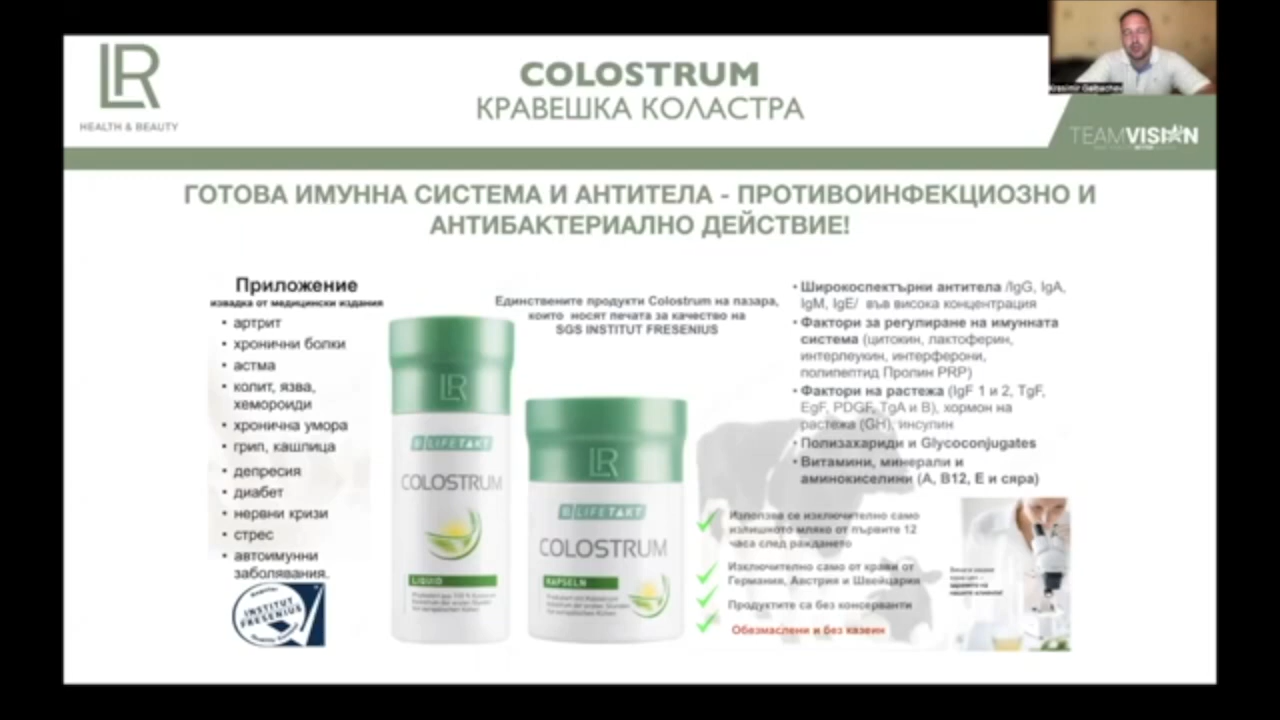 LR
HEALTH & BEAUTY
COLOSTRUM
КРАВЕШКА КОЛАСТРА
TEAMVISION
ГОТОВА ИМУННА СИСТЕМА И АНТИТЕЛА - ПРОТИВОИНФЕКЦИОЗНО И
АНТИБАКТЕРИАЛНО ДЕЙСТВИЕ!
Приложение
извадка от медицински издания
• артрит
• хронични болки
• астма
• колит, язва,
хемороиди
• хронична умора
• грип, кашлица
• депресия
• диабет
• нервни кризи
• стрес
• автоимунни
заболявания.
INSTITUT
FRESENIUS
Единствените продукти Colostrum на пазара,
които носят печата за качество на
SGS INSTITUT FRESENIUS
LR
LIFETAKT
COLOSTRUM
LIQUID
LR
LIFETAKT
COLOSTRUM
KAPSELN
• Широкоспектърни антитела /IgG, IgA,
IgM, IgE/ във висока концентрация
• Фактори за регулиране на имунната
система (цитокин, лактоферин,
интерлеукин, интерферони,
полипептид Пролин PRP)
• Фактори на растежа (IgF 1 и 2, TgF,
EgF, PDGF, TgA и B), хормон на
растежа (GH), инсулин
• Полизахариди и Glycoconjugates
• Витамини, минерали и
аминокиселини (A, B12, E и сяра)
Използва се изключително само
излишното мляко от първите 12
часа след раждането
Изключително само от крави от
Германия, Австрия и Швейцария
Продуктите са без консерванти
Обезмаслени и без казеин